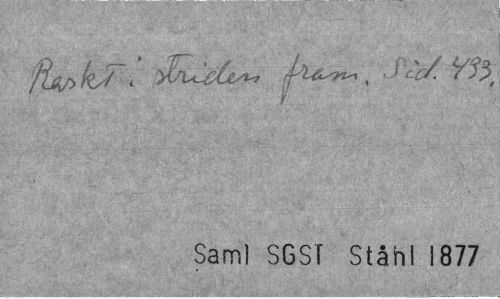 Raskt i striden fram. Sid. 433.
Saml SGST Ståhl 1877